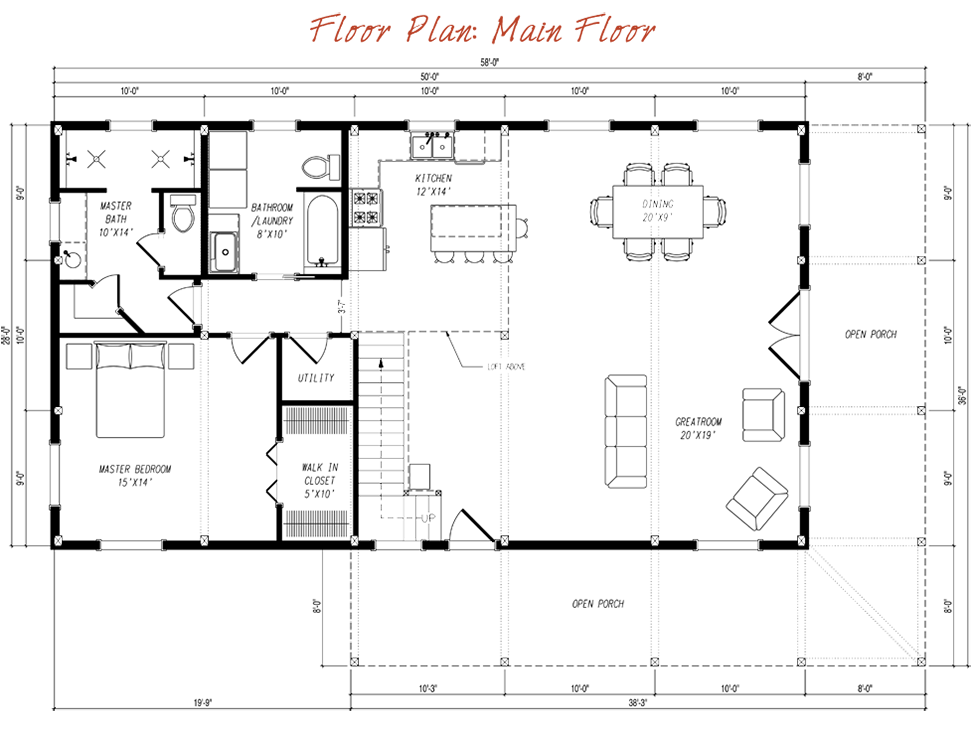 Floor Plan: Main Floor
58'-0"
50'-0"
8'-0"
10'-0"
10'-0"
10'-0"
10'-0"
10'-0"
9'-0"
10'-0"
9'-0"
28'-0"
MASTER
BATH
10'X14'
BATHROOM
/LAUNDRY
8'X10'
KITCHEN
12'X14'
DINING
20'X9'
3'-7"
LOFT ABOVE
UTILITY
OPEN PORCH
GREATROOM
20'X19'
MASTER BEDROOM
15'X14'
WALK IN
CLOSET
5'X10'
UP
9'-0"
10'-0"
9'-0"
8'-0"
36'-0"
8'-0"
OPEN PORCH
10'-3"
10'-0"
10'-0"
8'-0"
19'-9"
38'-3"